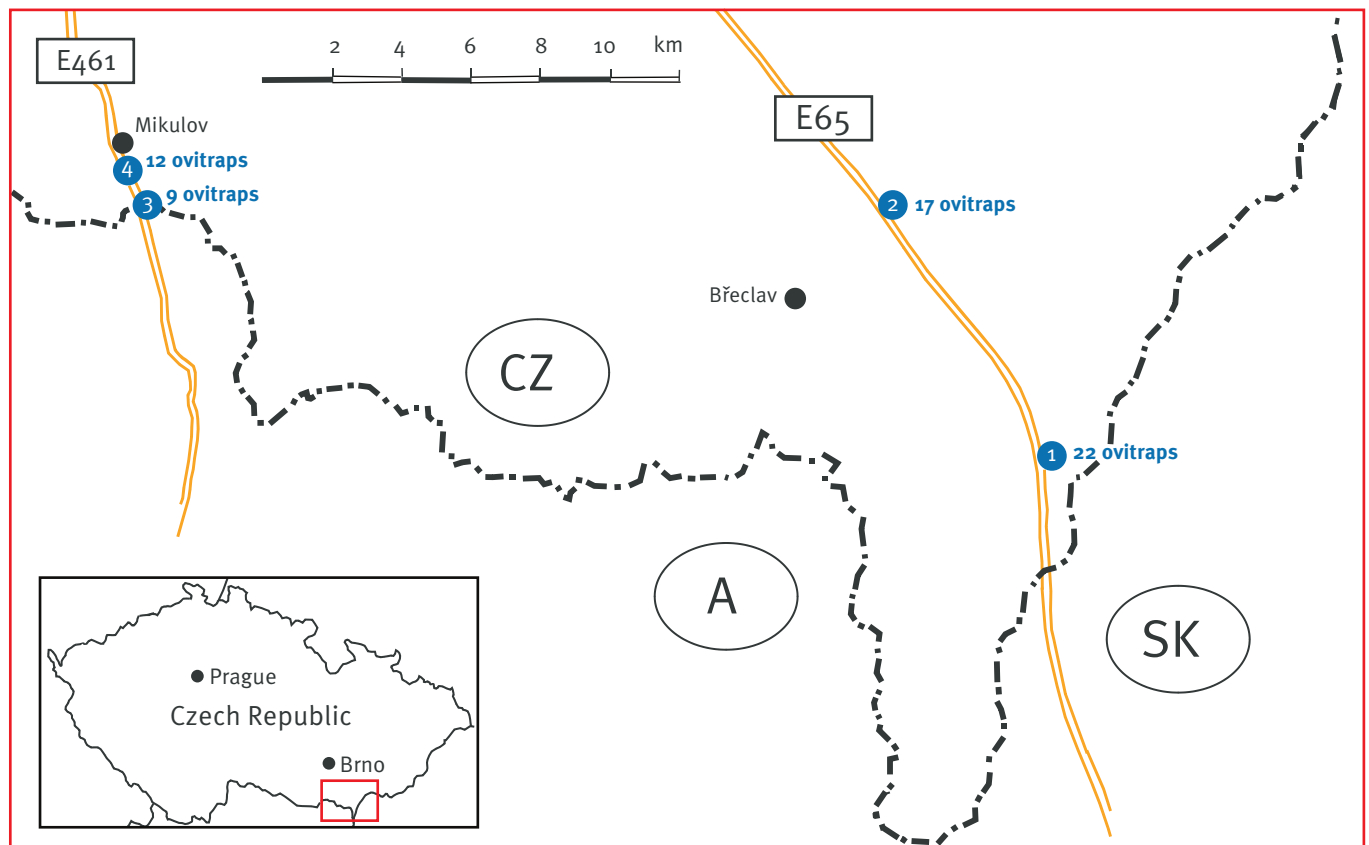 E461
2 4 6 8 10 km
E65
Mikulov
4 12 ovitraps
3 9 ovitraps
2 17 ovitraps
Břeclav
CZ
1 22 ovitraps
A
SK
Prague
Czech Republic
Brno